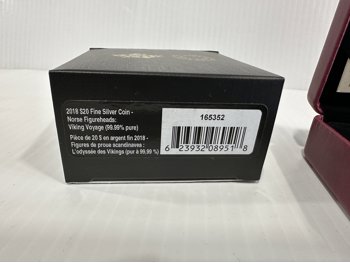 2018 $20 Fine Silver Coin -
Norse Figureheads:
Viking Voyage (99.99% pure)
Pièce de 20 $ en argent fin 2018 -
Figures de proue scandinaves :
L'odyssée des Vikings (pur à 99,99 %)
165352
6 23932 08951 8